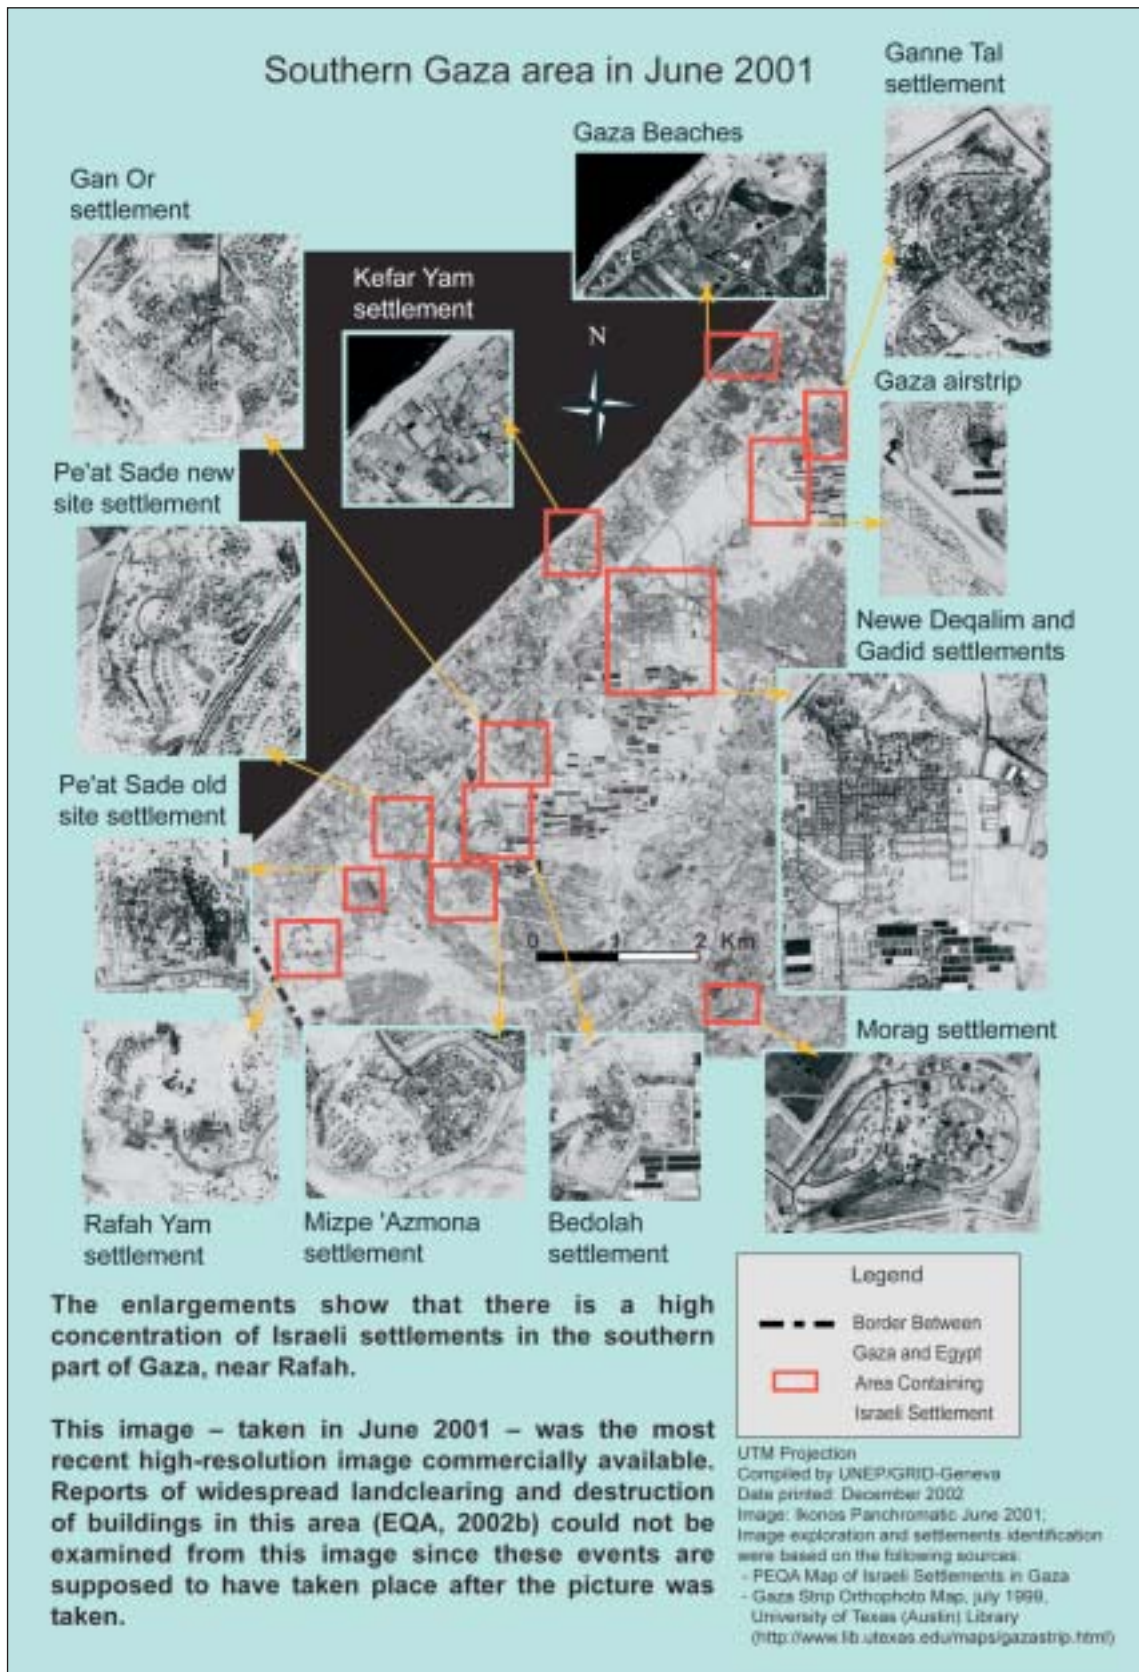 Southern Gaza area in June 2001
Ganne Tal
settlement
Gaza Beaches
Gan Or
settlement
Kefar Yam
settlement
N
Gaza airstrip
Pe'at Sade new
site settlement
Newe Deqalim and
Gadid settlements
Pe'at Sade old
site settlement
0 1 2 Km
Morag settlement
Rafah Yam
settlement
Mizpe 'Azmona
settlement
Bedolah
settlement
The enlargements show that there is a high
concentration of Israeli settlements in the southern
part of Gaza, near Rafah.
This image – taken in June 2001 – was the most
recent high-resolution image commercially available.
Reports of widespread landclearing and destruction
of buildings in this area (EQA, 2002b) could not be
examined from this image since these events are
supposed to have taken place after the picture was
taken.
Legend
Border Between
Gaza and Egypt
Area Containing
Israeli Settlement
UTM Projection
Compiled by UNEP/GRID-Geneva
Date printed: December 2002
Image: Ikonos Panchromatic June 2001;
Image exploration and settlements identification
were based on the following sources:
- PEQA Map of Israeli Settlements in Gaza
- Gaza Strip Orthophoto Map, july 1999,
University of Texas (Austin) Library
(http://www.lib.utexas.edu/maps/gazastrip.html)